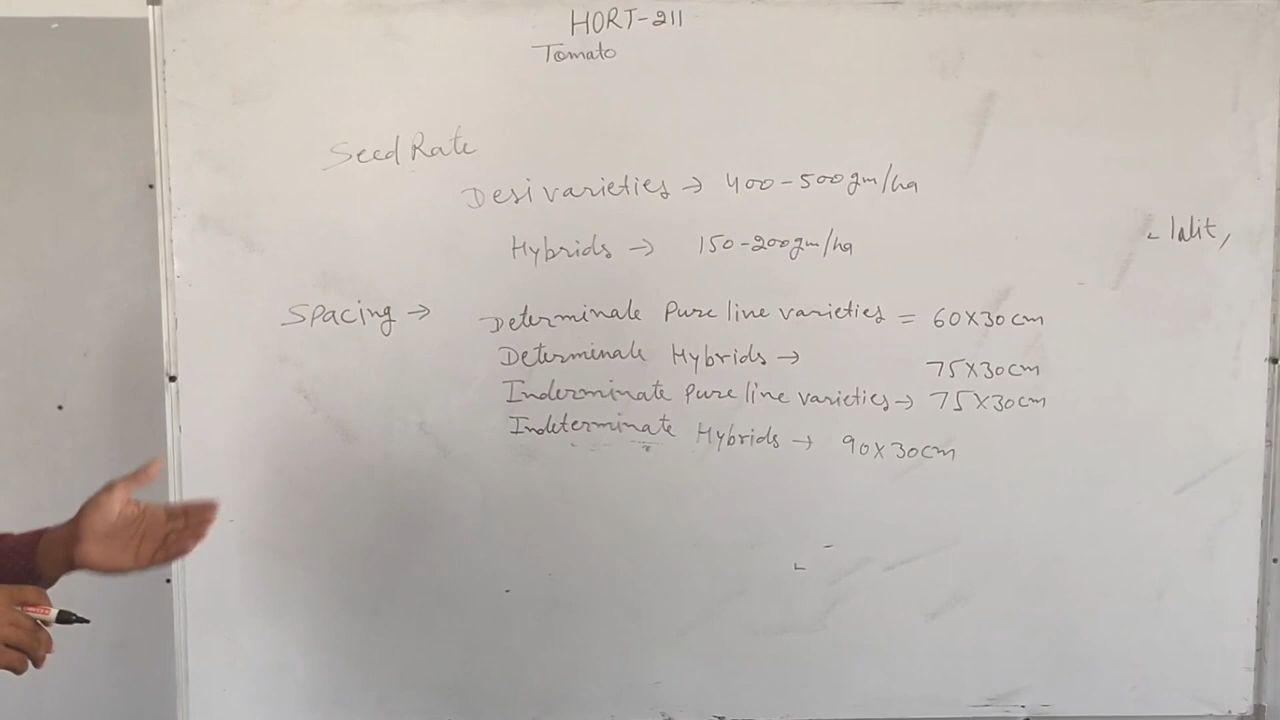 HORT-211
Tomato
Seed Rate
Desi varieties → 400-500gm/ha
Hybrids → 150-200gm/ha
lalit,
Spacing → Determinate Pure line varieties = 60X30cm
Determinate Hybrids → 75X30cm
Inderminate Pure line varieties → 75X30cm
Indeterminate Hybrids → 90X30cm